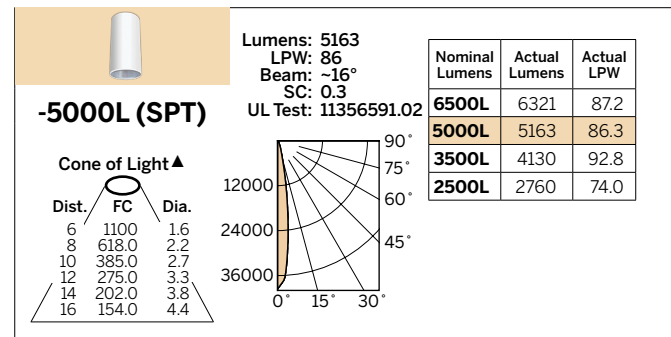 -5000L (SPT)
Lumens: 5163
LPW: 86
Beam: ~16°
SC: 0.3
UL Test: 11356591.02
Cone of Light▲
Dist. FC Dia.
6 1100 1.6
8 618.0 2.2
10 385.0 2.7
12 275.0 3.3
14 202.0 3.8
16 154.0 4.4
90°
75°
60°
45°
12000
24000
36000
0° 15° 30°
Nominal Lumens Actual Lumens Actual LPW
6500L 6321 87.2
5000L 5163 86.3
3500L 4130 92.8
2500L 2760 74.0